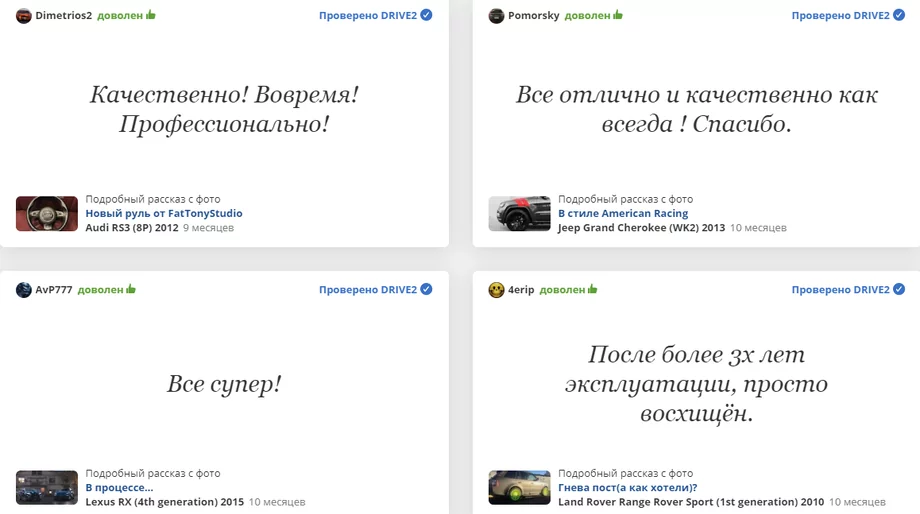 Dimetrios2 доволен Проверено DRIVE2
Качественно! Вовремя!
Профессионально!
Подробный рассказ с фото
Новый руль от FatTonyStudio
Audi RS3 (8P) 2012 9 месяцев
Pomorsky доволен Проверено DRIVE2
Все отлично и качественно как
всегда ! Спасибо.
Подробный рассказ с фото
В стиле American Racing
Jeep Grand Cherokee (WK2) 2013 10 месяцев
AvP777 доволен Проверено DRIVE2
Все супер!
Подробный рассказ с фото
В процессе...
Lexus RX (4th generation) 2015 10 месяцев
4erip доволен Проверено DRIVE2
После более 3х лет
эксплуатации, просто
восхищён.
Подробный рассказ с фото
Гнева пост(а как хотели)?
Land Rover Range Rover Sport (1st generation) 2010 10 месяцев